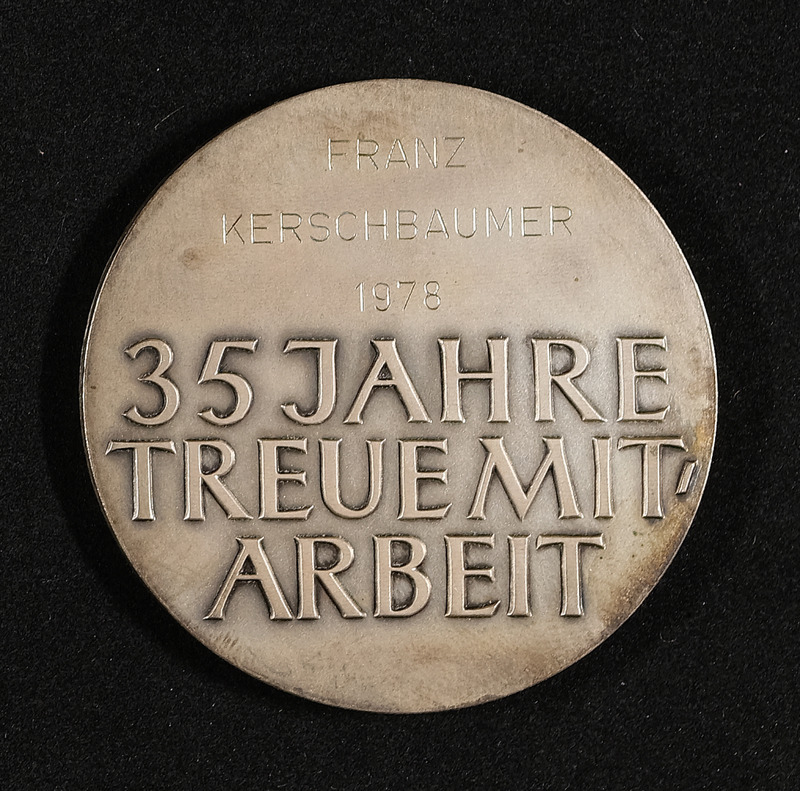 FRANZ
KERSCHBAUMER
1978
35 JAHRE
TREUE MIT-
ARBEIT